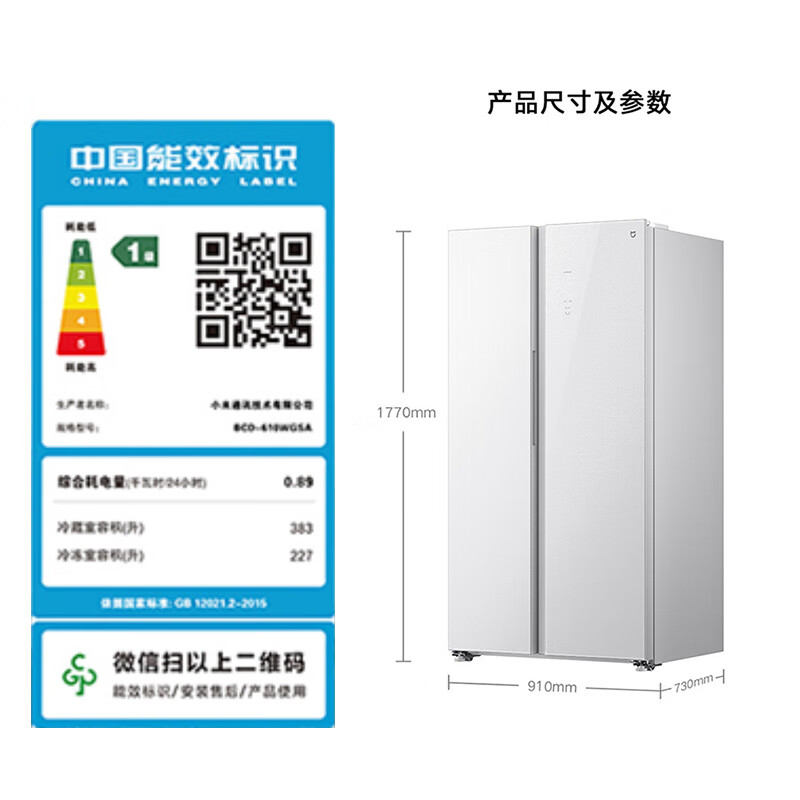 产品尺寸及参数
中国能效标识
CHINA ENERGY LABEL
耗能低
1
1级
2
3
4
5
耗能高
生产者名称:
小米通讯技术有限公司
规格型号:
BCD-610WGSA
综合耗电量(千瓦时/24小时)
0.89
冷藏室容积(升)
383
冷冻室容积(升)
227
依据国家标准: GB 12021.2-2015
微信扫以上二维码
能效标识/安装售后/产品使用
1770mm
910mm
730mm